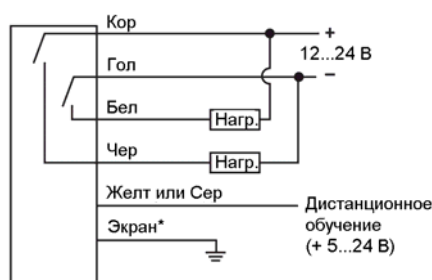 Кор
+
12...24 В
Гол
−
Бел
Нагр.
Чер
Нагр.
Желт или Сер
Дистанционное
обучение
(+ 5...24 В)
Экран*